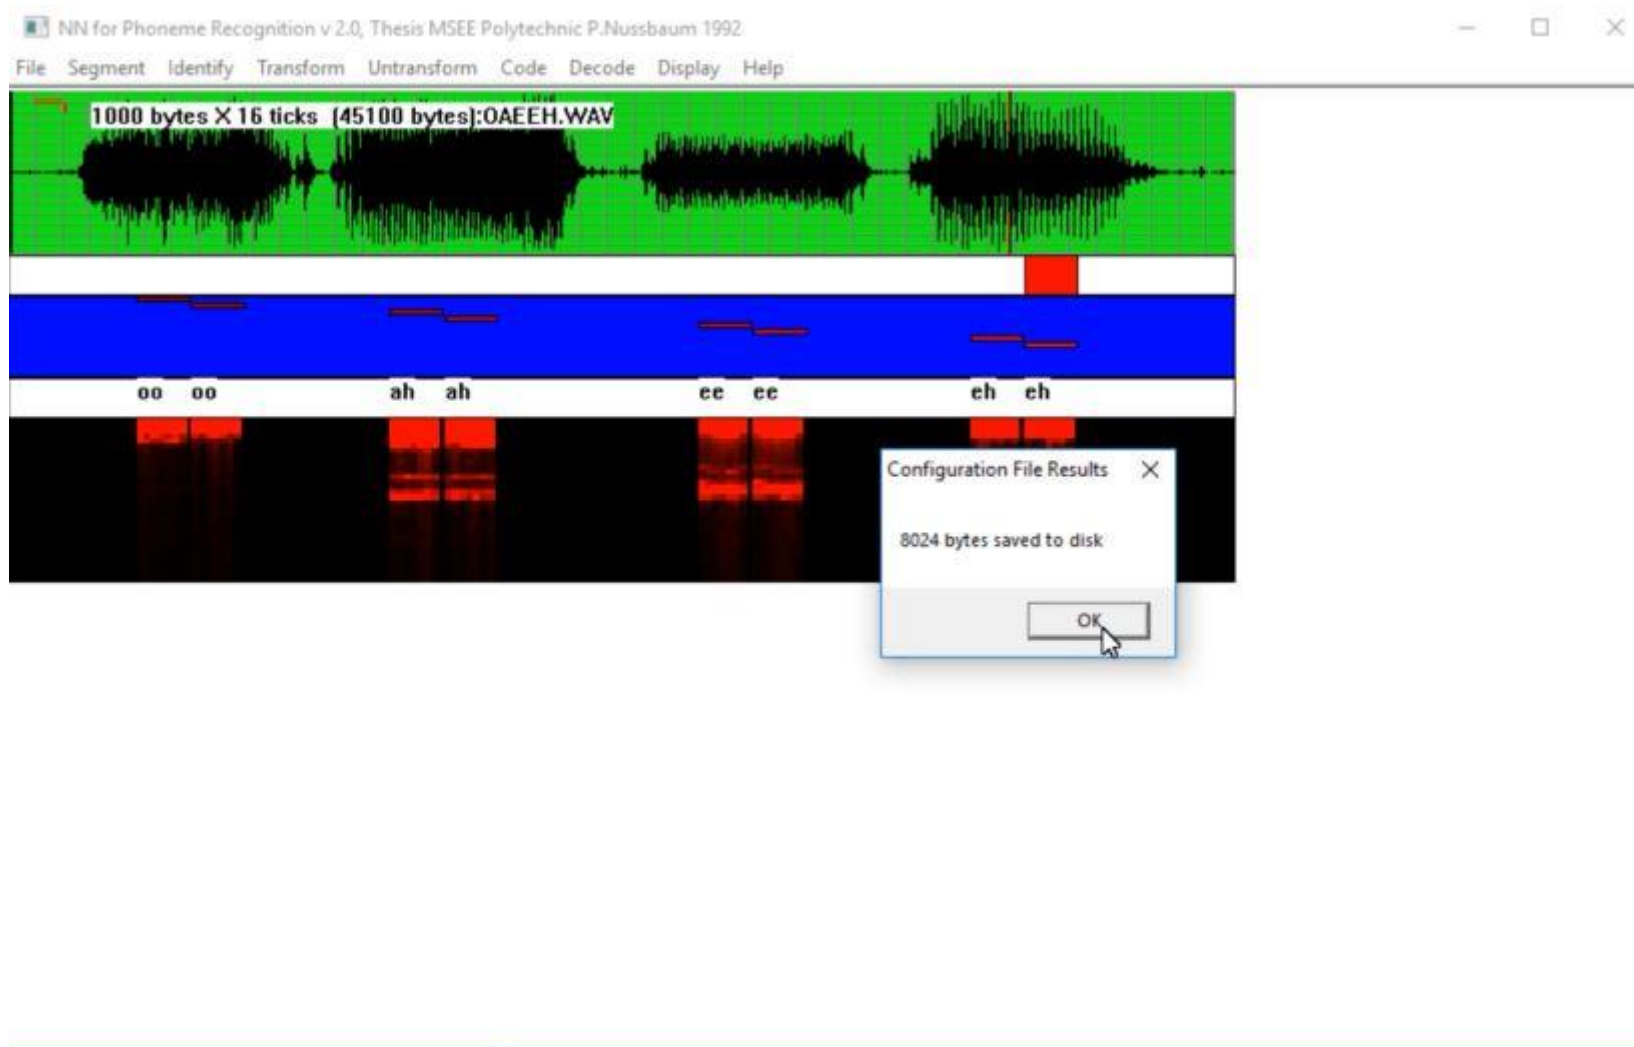 NN for Phoneme Recognition v 2.0, Thesis MSEE Polytechnic P.Nussbaum 1992
File Segment Identify Transform Untransform Code Decode Display Help
1000 bytes X 16 ticks (45100 bytes):OAEEH.WAV
oo oo ah ah ee ee eh eh
Configuration File Results
8024 bytes saved to disk
OK